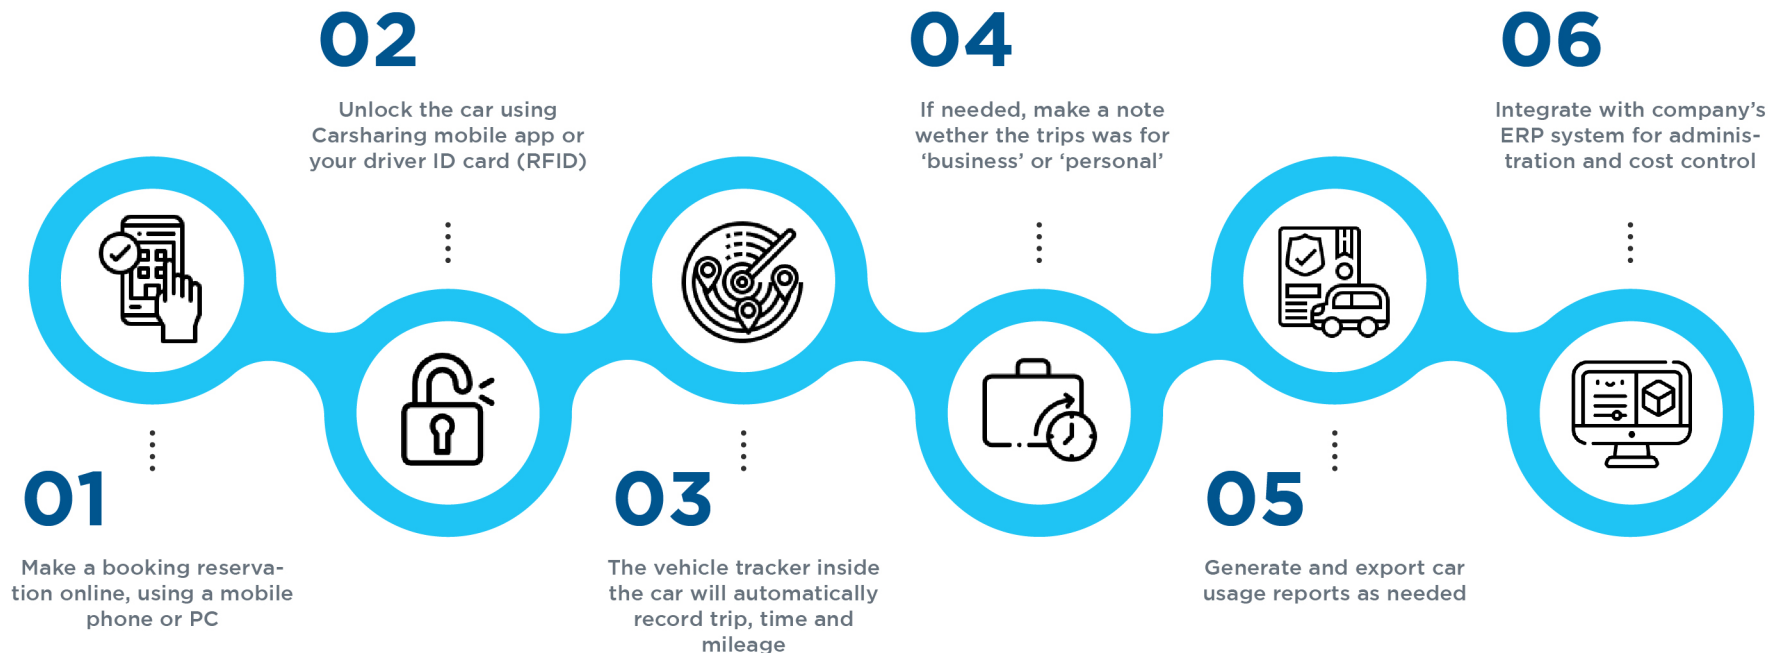 01
Make a booking reserva-
tion online, using a mobile
phone or PC
02
Unlock the car using
Carsharing mobile app or
your driver ID card (RFID)
03
The vehicle tracker inside
the car will automatically
record trip, time and
mileage
04
If needed, make a note
wether the trips was for
‘business’ or ‘personal’
05
Generate and export car
usage reports as needed
06
Integrate with company’s
ERP system for adminis-
tration and cost control